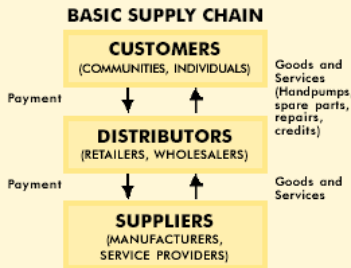 BASIC SUPPLY CHAIN
CUSTOMERS
(COMMUNITIES, INDIVIDUALS)
Payment
Goods and
Services
(Handpumps,
spare parts,
repairs,
credits)
DISTRIBUTORS
(RETAILERS, WHOLESALERS)
Payment
Goods and
Services
SUPPLIERS
(MANUFACTURERS,
SERVICE PROVIDERS)